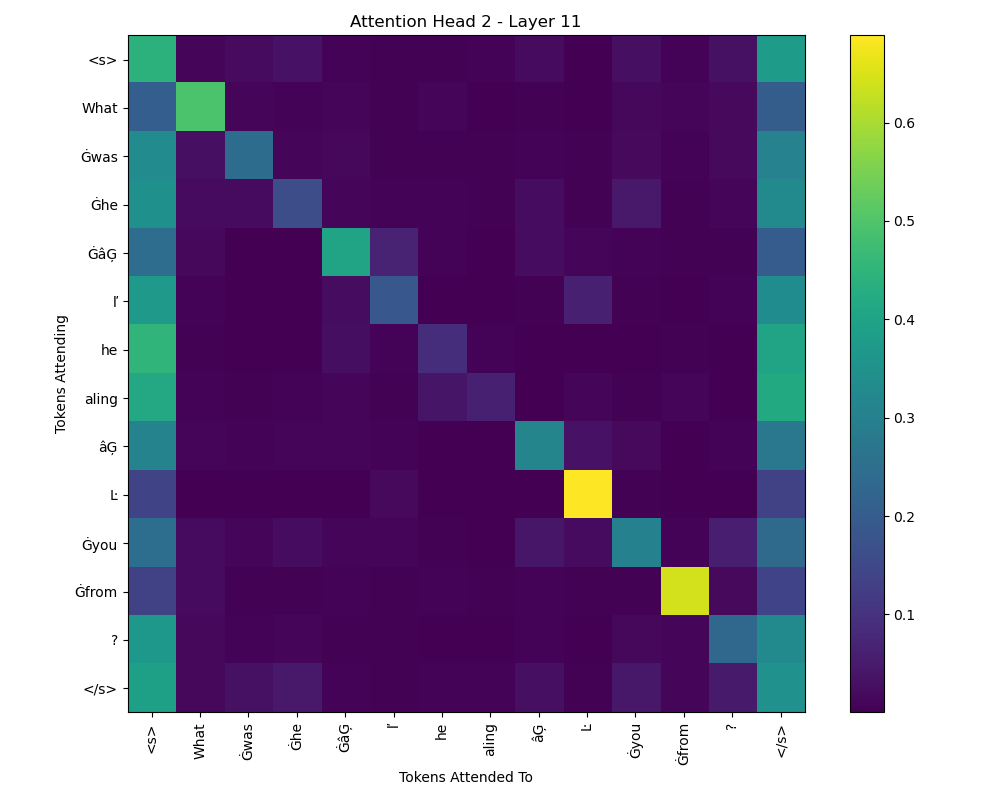 Attention Head 2 - Layer 11
<s>
What
Ġwas
Ġhe
ĠâĢ
ľ
he
aling
âĢ
Ŀ
Ġyou
Ġfrom
?
</s>
Tokens Attending
<s>
What
Ġwas
Ġhe
ĠâĢ
ľ
he
aling
âĢ
Ŀ
Ġyou
Ġfrom
?
</s>
Tokens Attended To
0.6
0.5
0.4
0.3
0.2
0.1